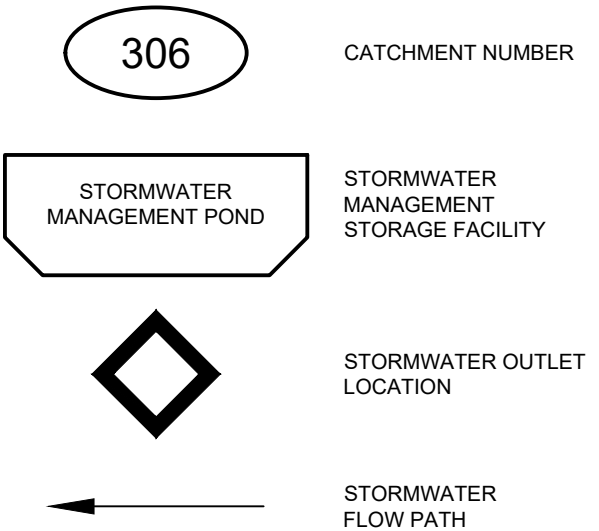 306
CATCHMENT NUMBER
STORMWATER
MANAGEMENT POND
STORMWATER
MANAGEMENT
STORAGE FACILITY
STORMWATER OUTLET
LOCATION
STORMWATER
FLOW PATH